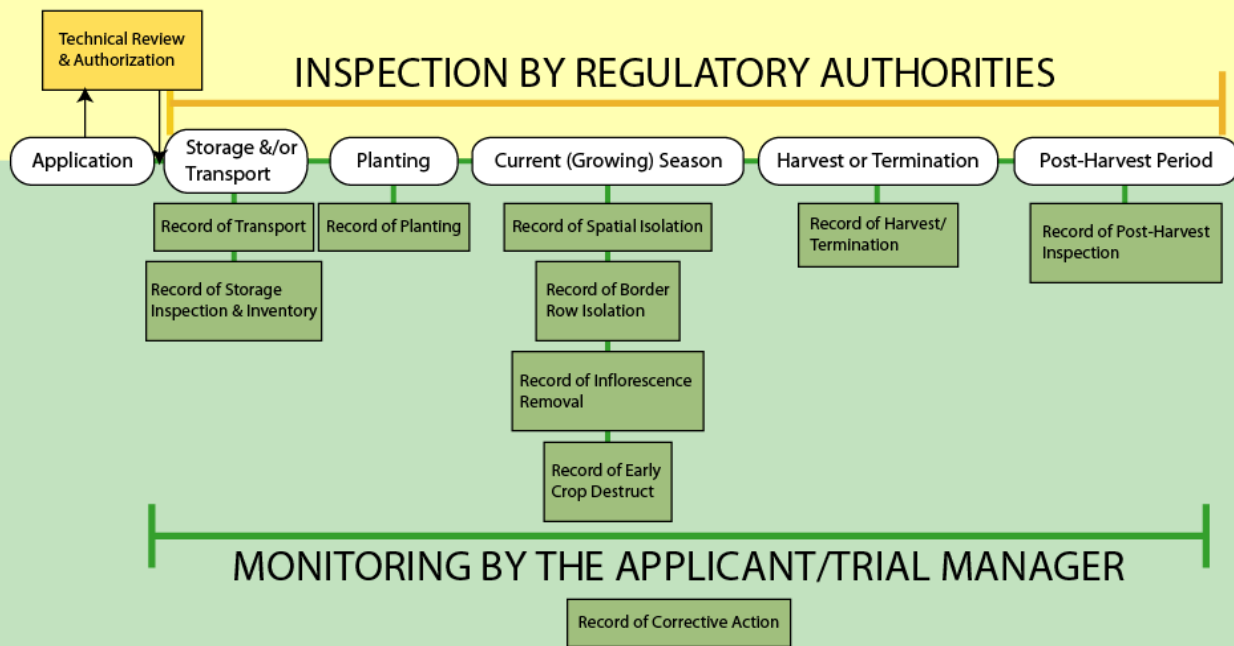 Technical Review
& Authorization
INSPECTION BY REGULATORY AUTHORITIES
Application
Storage &/or
Transport
Planting
Current (Growing) Season
Harvest or Termination
Post-Harvest Period
Record of Transport
Record of Storage
Inspection & Inventory
Record of Planting
Record of Spatial Isolation
Record of Border
Row Isolation
Record of Inflorescence
Removal
Record of Early
Crop Destruct
Record of Harvest/
Termination
Record of Post-Harvest
Inspection
MONITORING BY THE APPLICANT/TRIAL MANAGER
Record of Corrective Action